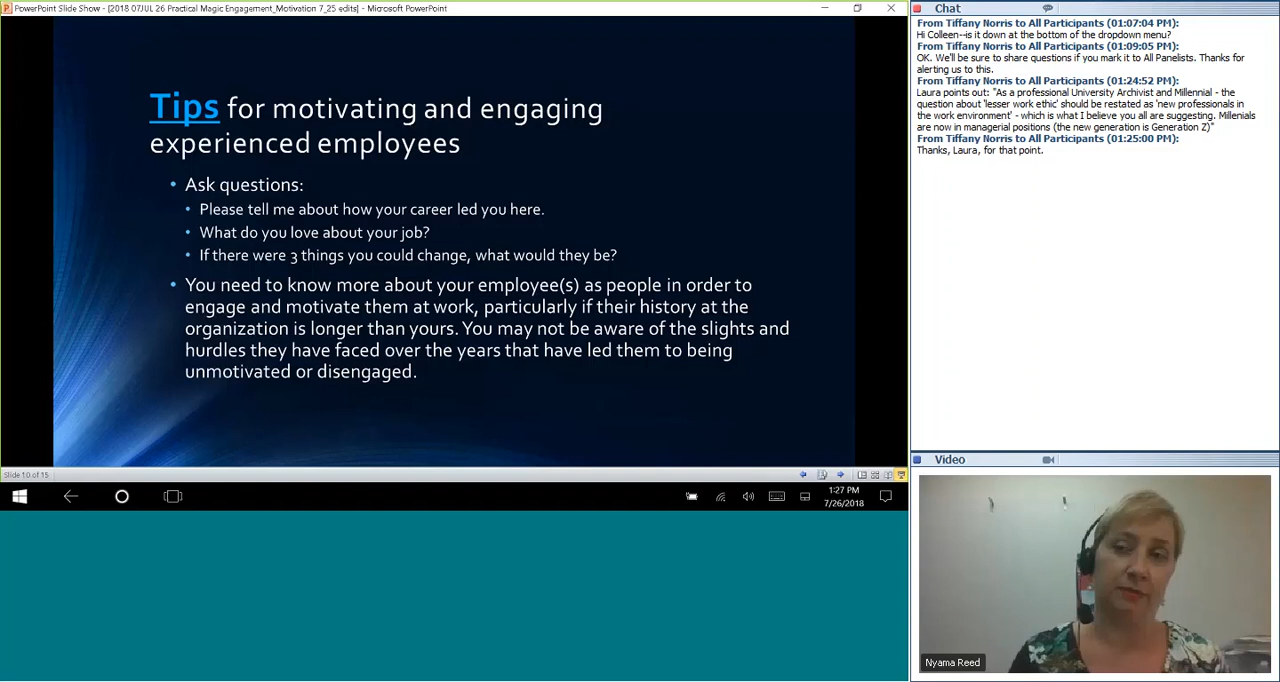 PowerPoint Slide Show - [2018 07JUL 26 Practical Magic Engagement_Motivation 7_25 edits] - Microsoft PowerPoint
Tips for motivating and engaging
experienced employees
• Ask questions:
• Please tell me about how your career led you here.
• What do you love about your job?
• If there were 3 things you could change, what would they be?
• You need to know more about your employee(s) as people in order to
engage and motivate them at work, particularly if their history at the
organization is longer than yours. You may not be aware of the slights and
hurdles they have faced over the years that have led them to being
unmotivated or disengaged.
Slide 10 of 15
1:27 PM
7/26/2018
Chat
From Tiffany Norris to All Participants (01:07:04 PM):
Hi Colleen--is it down at the bottom of the dropdown menu?
From Tiffany Norris to All Participants (01:09:05 PM):
OK. We'll be sure to share questions if you mark it to All Panelists. Thanks for
alerting us to this.
From Tiffany Norris to All Participants (01:24:52 PM):
Laura points out: "As a professional University Archivist and Millennial - the
question about 'lesser work ethic' should be restated as 'new professionals in
the work environment' - which is what I believe you all are suggesting. Millenials
are now in managerial positions (the new generation is Generation Z)"
From Tiffany Norris to All Participants (01:25:00 PM):
Thanks, Laura, for that point.
Video
Nyama Reed